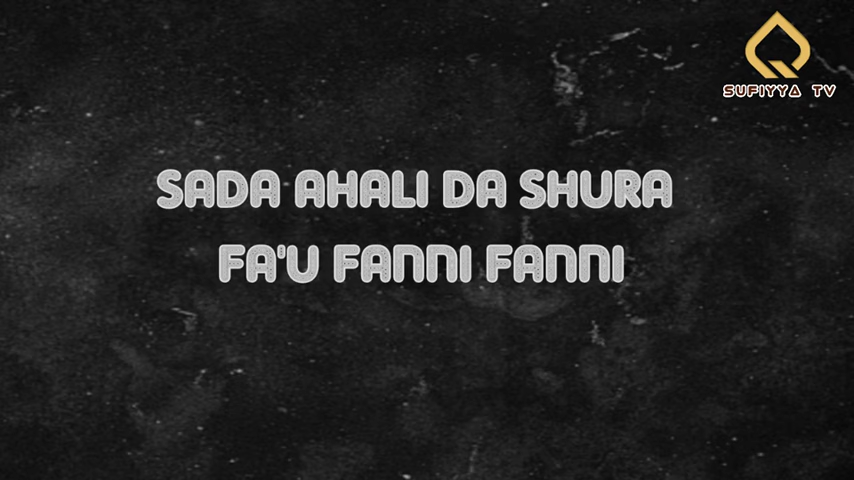 SUFIYYA TV
SADA AHALI DA SHURA
FA'U FANNI FANNI